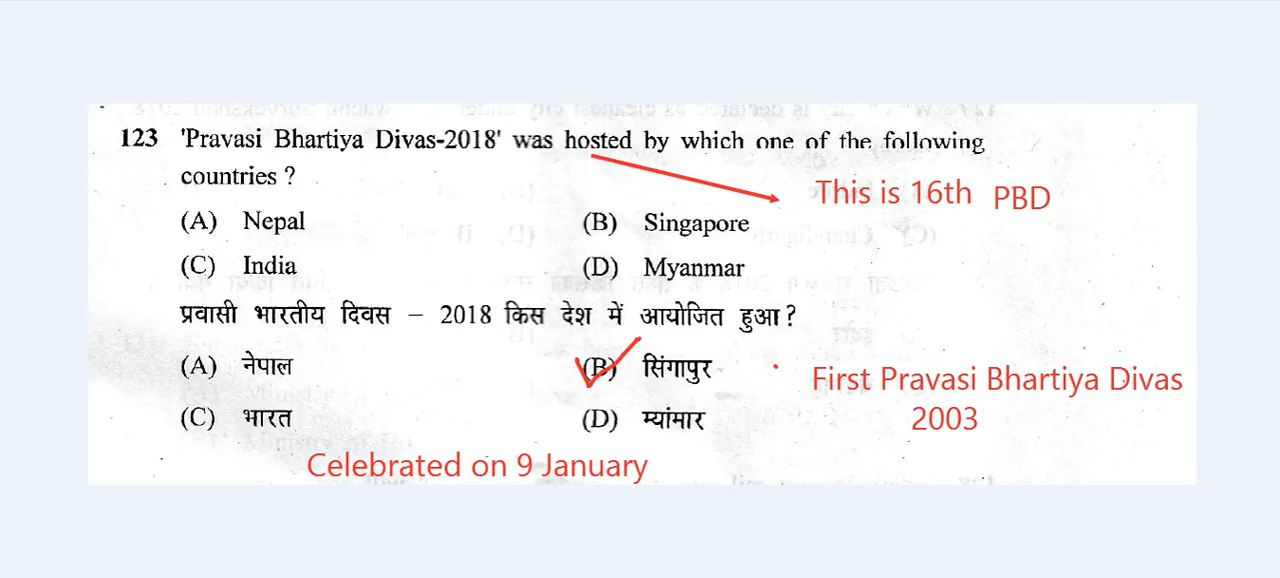 123 'Pravasi Bhartiya Divas-2018' was hosted by which one of the following
countries ?
This is 16th PBD
(A) Nepal (B) Singapore
(C) India (D) Myanmar
प्रवासी भारतीय दिवस – 2018 किस देश में आयोजित हुआ ?
(A) नेपाल (B) सिंगापुर
First Pravasi Bhartiya Divas
2003
(C) भारत (D) म्यांमार
Celebrated on 9 January